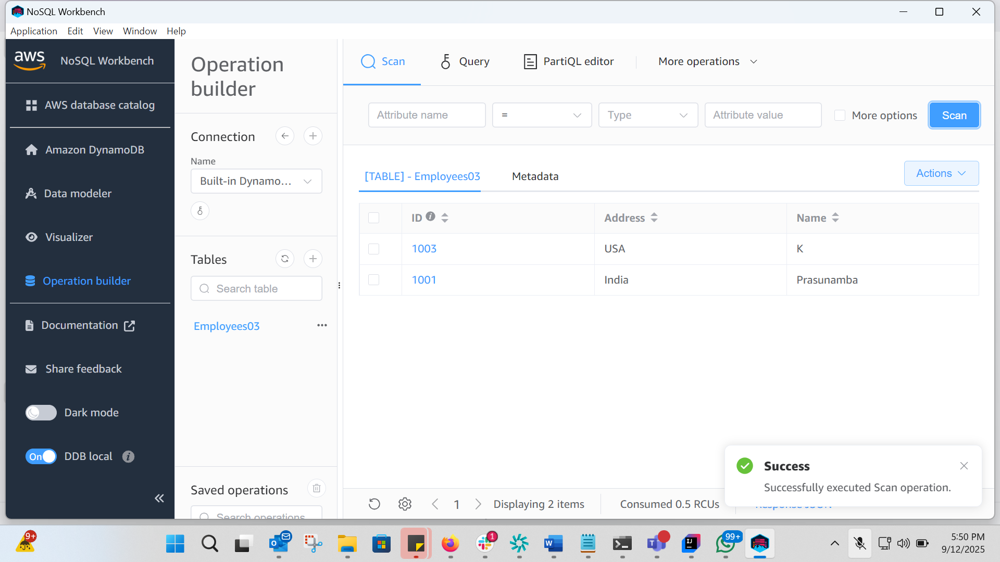 NoSQL Workbench
Application Edit View Window Help
aws NoSQL Workbench
AWS database catalog
Amazon DynamoDB
Data modeler
Visualizer
Operation builder
Documentation
Share feedback
Dark mode
On DDB local
Operation
builder
Connection
Name
Built-in Dynamo...
Tables
Search table
Employees03
Saved operations
Search operations
Scan Query PartiQL editor More operations
Attribute name = Type Attribute value More options Scan
[TABLE] - Employees03 Metadata Actions
ID Address Name
1003 USA K
1001 India Prasunamba
Success
Successfully executed Scan operation.
1 Displaying 2 items Consumed 0.5 RCUs Response JSON
9+
1
99+
5:50 PM
9/12/2025